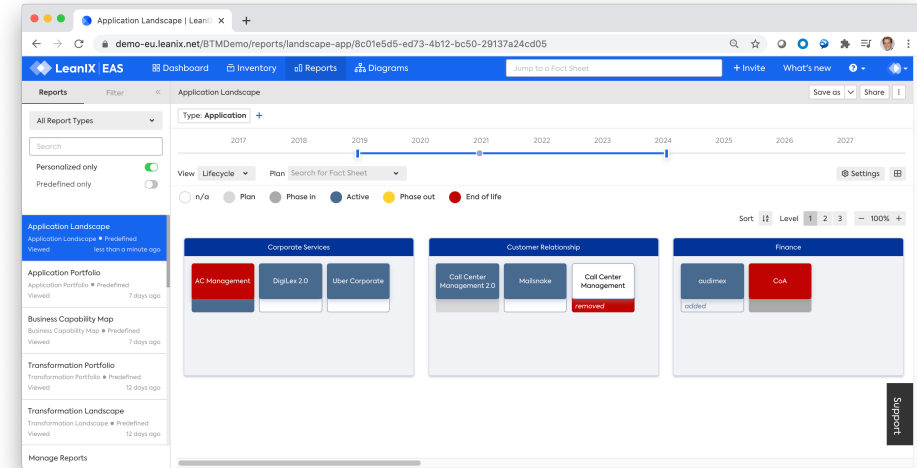 Application Landscape | LeanIX
demo-eu.leanix.net/BTMDemo/reports/landscape-app/8c01e5d5-ed73-4b12-bc50-29137a24cd05
LeanIX EAS
Dashboard
Inventory
Reports
Diagrams
Jump to a Fact Sheet
+ Invite
What's new
Reports
Filter
Application Landscape
Save as
Share
All Report Types
Search
Personalized only
Predefined only
Application Landscape
Application Landscape • Predefined
Viewed less than a minute ago
Application Portfolio
Application Portfolio • Predefined
Viewed 7 days ago
Business Capability Map
Business Capability Map • Predefined
Viewed 7 days ago
Transformation Portfolio
Transformation Portfolio • Predefined
Viewed 12 days ago
Transformation Landscape
Transformation Landscape • Predefined
Viewed 12 days ago
Manage Reports
Type: Application +
2017 2018 2019 2020 2021 2022 2023 2024 2025 2026 2027
View Lifecycle Plan Search for Fact Sheet
Settings
n/a Plan Phase in Active Phase out End of life
Sort Level 1 2 3 − 100% +
Corporate Services
AC Management
DigiLex 2.0
Uber Corporate
Customer Relationship
Call Center
Management 2.0
Mailsnake
Call Center
Management
removed
Finance
audimex
added
CoA
Support